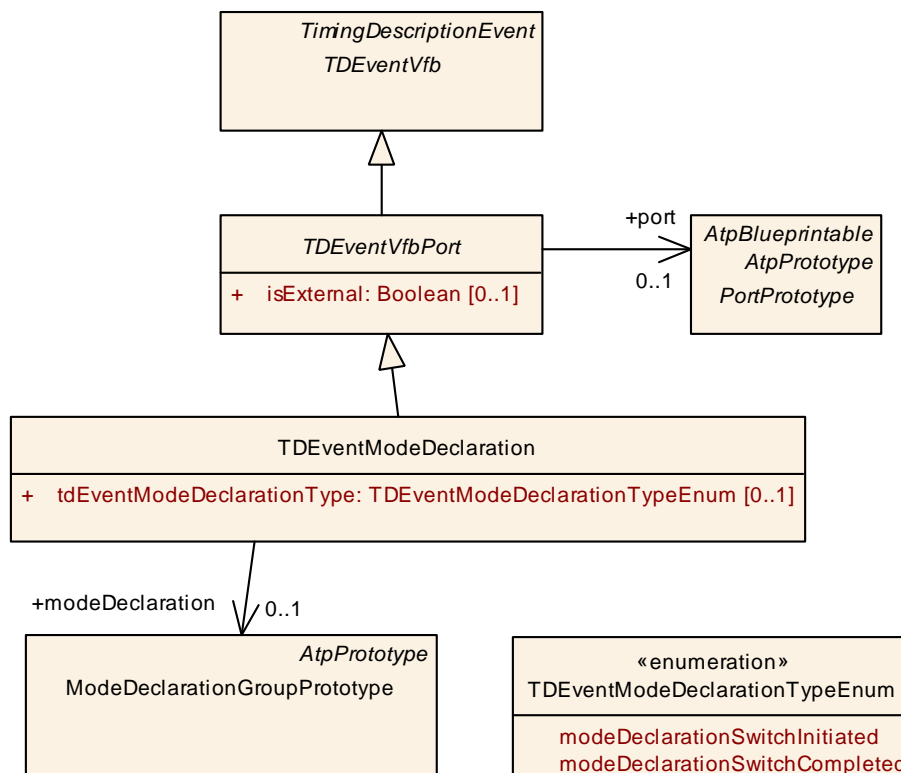 TimingDescriptionEvent
TDEventVfb
TDEventVfbPort
+ isExternal: Boolean [0..1]
+port
0..1
AtpBlueprintable
AtpPrototype
PortPrototype
TDEventModeDeclaration
+ tdEventModeDeclarationType: TDEventModeDeclarationTypeEnum [0..1]
+modeDeclaration
0..1
AtpPrototype
ModeDeclarationGroupPrototype
«enumeration»
TDEventModeDeclarationTypeEnum
modeDeclarationSwitchInitiated
modeDeclarationSwitchCompleted